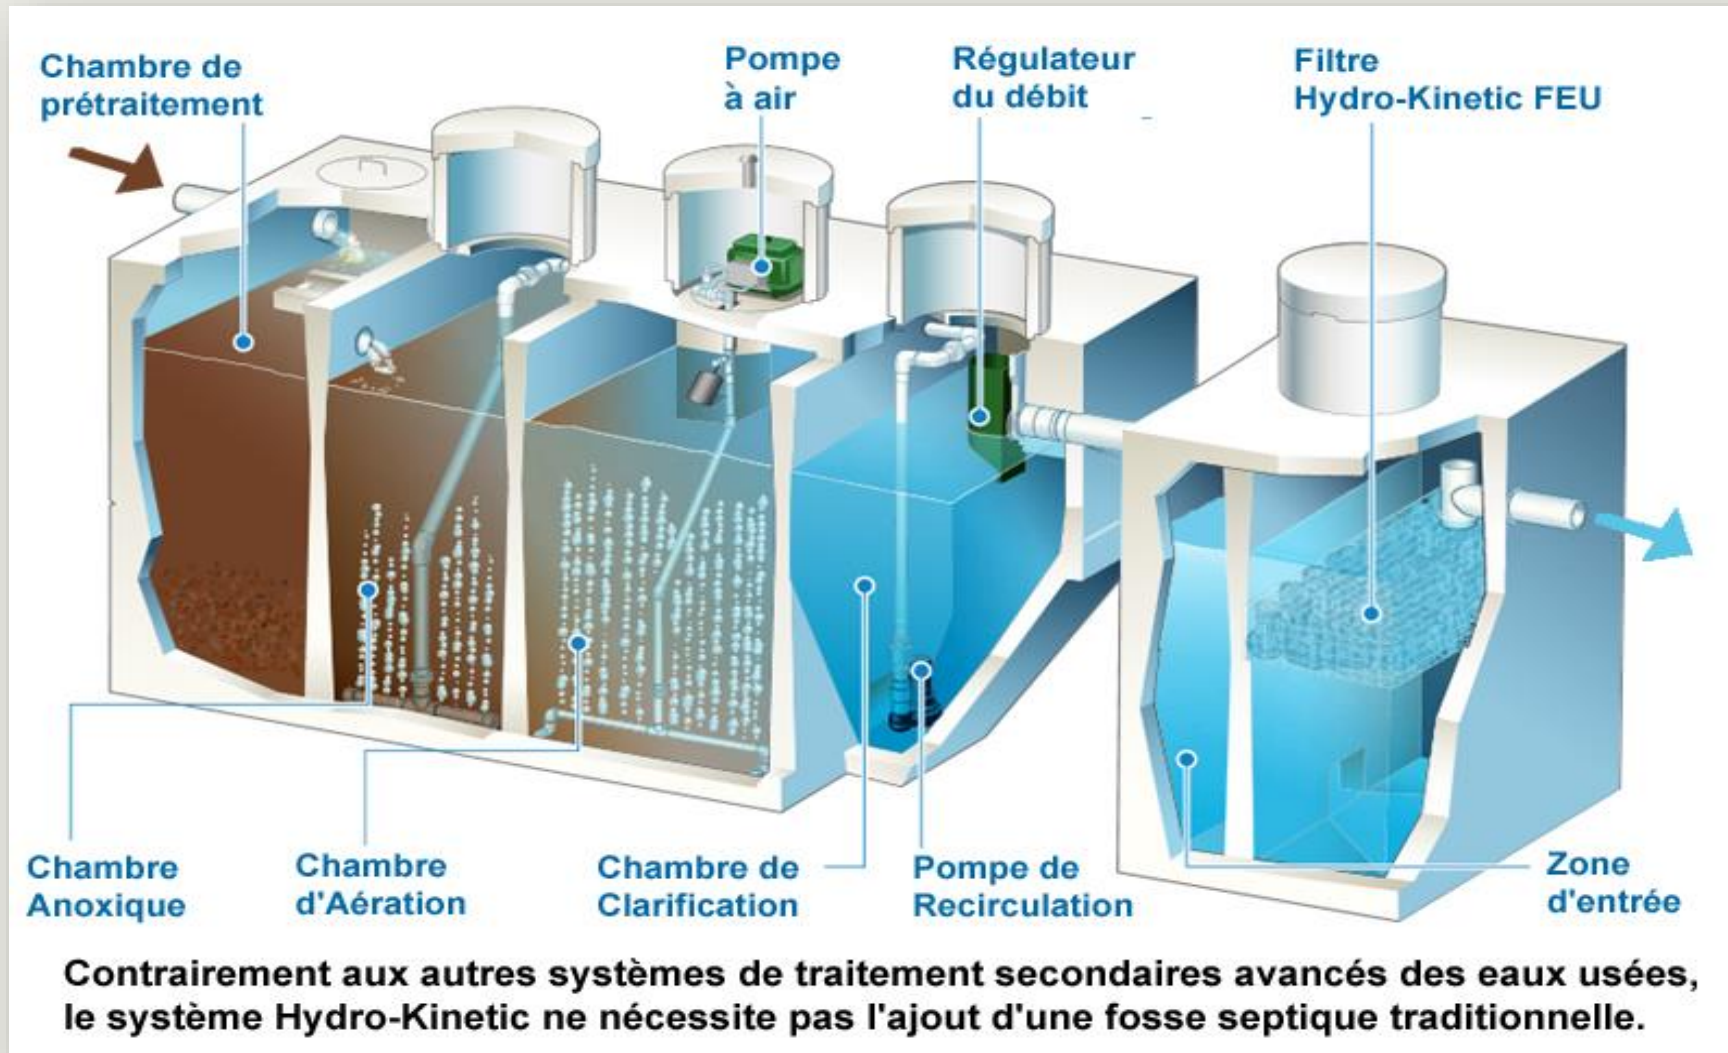 Chambre de
prétraitement
Pompe
à air
Régulateur
du débit
Filtre
Hydro-Kinetic FEU
Chambre
Anoxique
Chambre
d'Aération
Chambre de
Clarification
Pompe de
Recirculation
Zone
d'entrée
Contrairement aux autres systèmes de traitement secondaires avancés des eaux usées,
le système Hydro-Kinetic ne nécessite pas l'ajout d'une fosse septique traditionnelle.